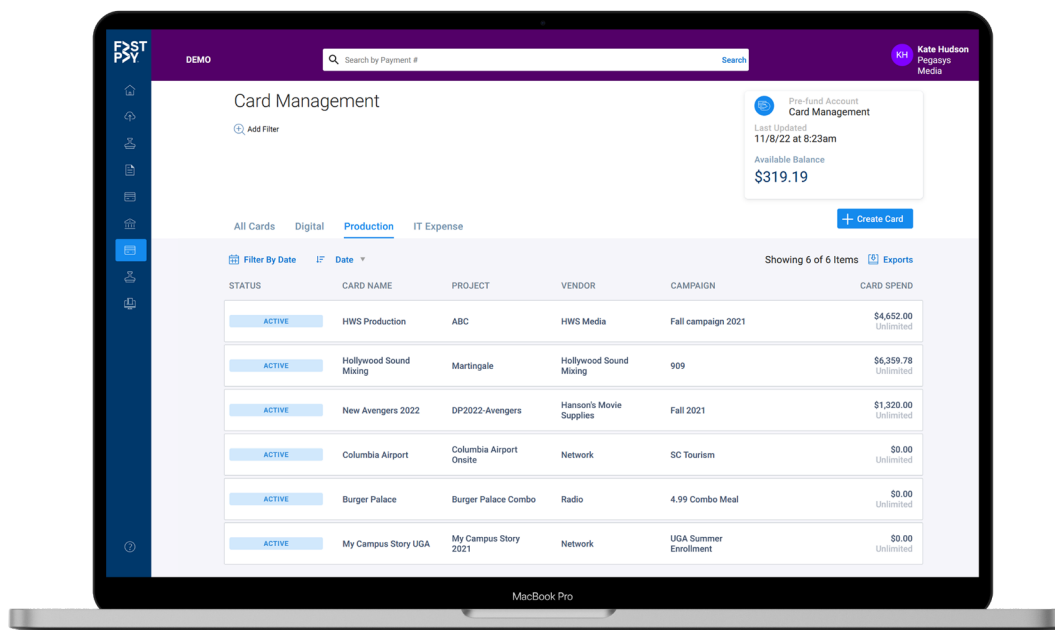 FAST
PAY
DEMO
Search by Payment #
Search
KH
Kate Hudson
Pegasys
Media
Card Management
Add Filter
Pre-fund Account
Card Management
Last Updated
11/8/22 at 8:23am
Available Balance
$319.19
All Cards Digital Production IT Expense
Create Card
Filter By Date Date
Showing 6 of 6 Items Exports
STATUS CARD NAME PROJECT VENDOR CAMPAIGN CARD SPEND
ACTIVE HWS Production ABC HWS Media Fall campaign 2021 $4,652.00
Unlimited
ACTIVE Hollywood Sound Mixing Martingale Hollywood Sound Mixing 909 $6,359.78
Unlimited
ACTIVE New Avengers 2022 DP2022-Avengers Hanson's Movie Supplies Fall 2021 $1,320.00
Unlimited
ACTIVE Columbia Airport Columbia Airport Onsite Network SC Tourism $0.00
Unlimited
ACTIVE Burger Palace Burger Palace Combo Radio 4.99 Combo Meal $0.00
Unlimited
ACTIVE My Campus Story UGA My Campus Story 2021 Network UGA Summer Enrollment $0.00
Unlimited
MacBook Pro